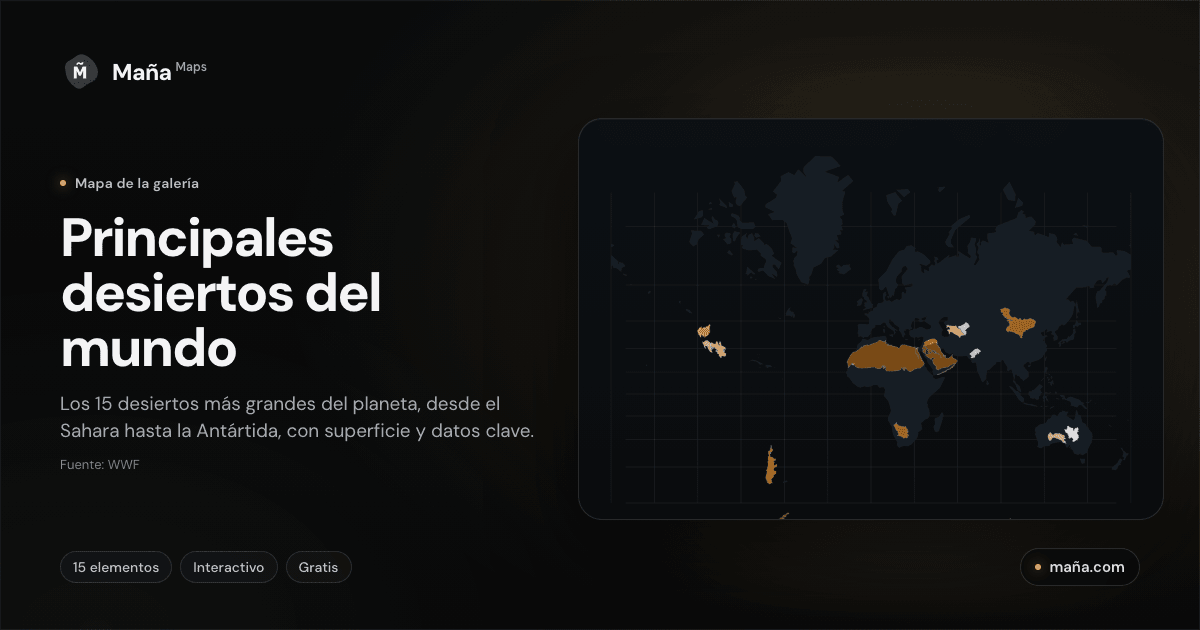 M̃
Maña Maps
Mapa de la galería
Principales
desiertos del
mundo
Los 15 desiertos más grandes del planeta, desde el
Sahara hasta la Antártida, con superficie y datos clave.
Fuente: WWF
15 elementos
Interactivo
Gratis
maña.com